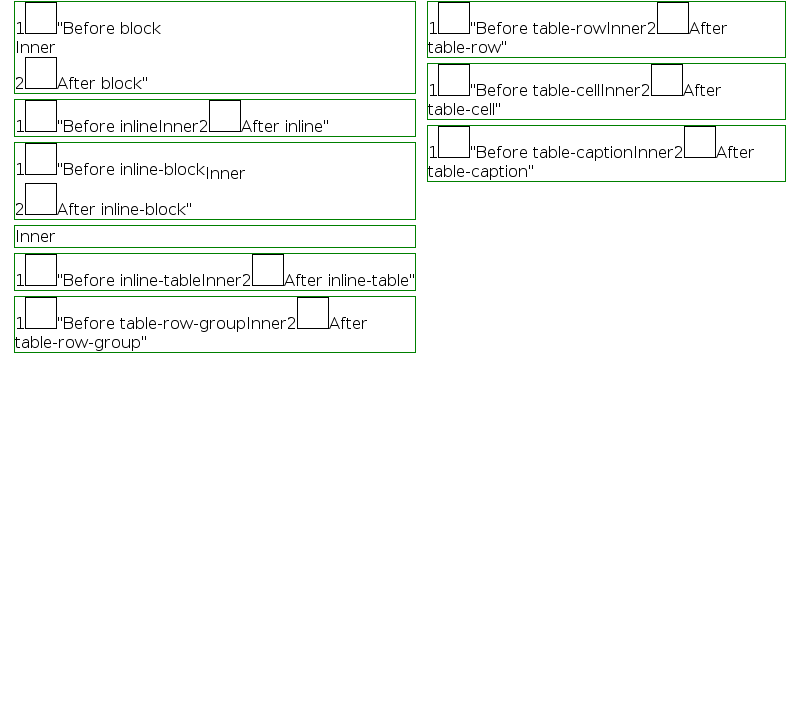 1"Before block
Inner
2After block"
1"Before inlineInner2After inline"
1"Before inline-blockInner
2After inline-block"
Inner
1"Before inline-tableInner2After inline-table"
1"Before table-row-groupInner2After
table-row-group"
1"Before table-rowInner2After
table-row"
1"Before table-cellInner2After
table-cell"
1"Before table-captionInner2After
table-caption"